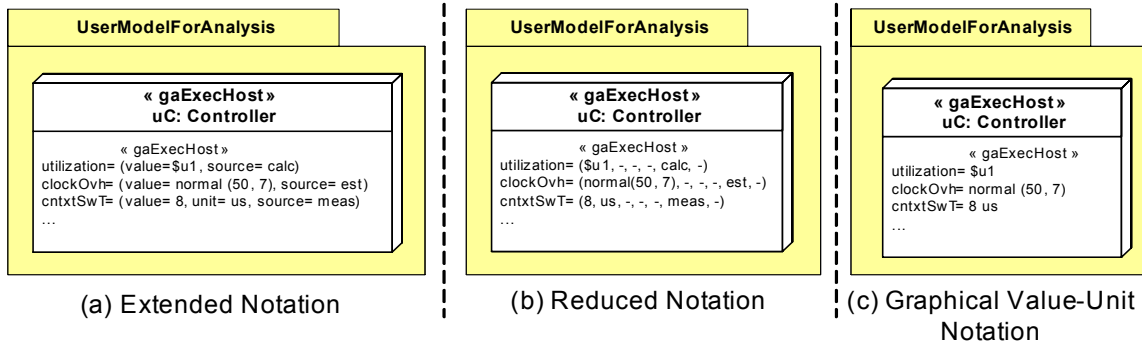 UserModelForAnalysis
« gaExecHost »
uC: Controller
« gaExecHost »
utilization= (value=$u1, source= calc)
clockOvh= (value= normal (50, 7), source= est)
cntxtSwT= (value= 8, unit= us, source= meas)
...
(a) Extended Notation
UserModelForAnalysis
« gaExecHost »
uC: Controller
« gaExecHost »
utilization= ($u1, -, -, -, calc, -)
clockOvh= (normal(50, 7), -, -, -, est, -)
cntxtSwT= (8, us, -, -, -, meas, -)
...
(b) Reduced Notation
UserModelForAnalysis
« gaExecHost »
uC: Controller
« gaExecHost »
utilization= $u1
clockOvh= normal (50, 7)
cntxtSwT= 8 us
...
(c) Graphical Value-Unit
Notation